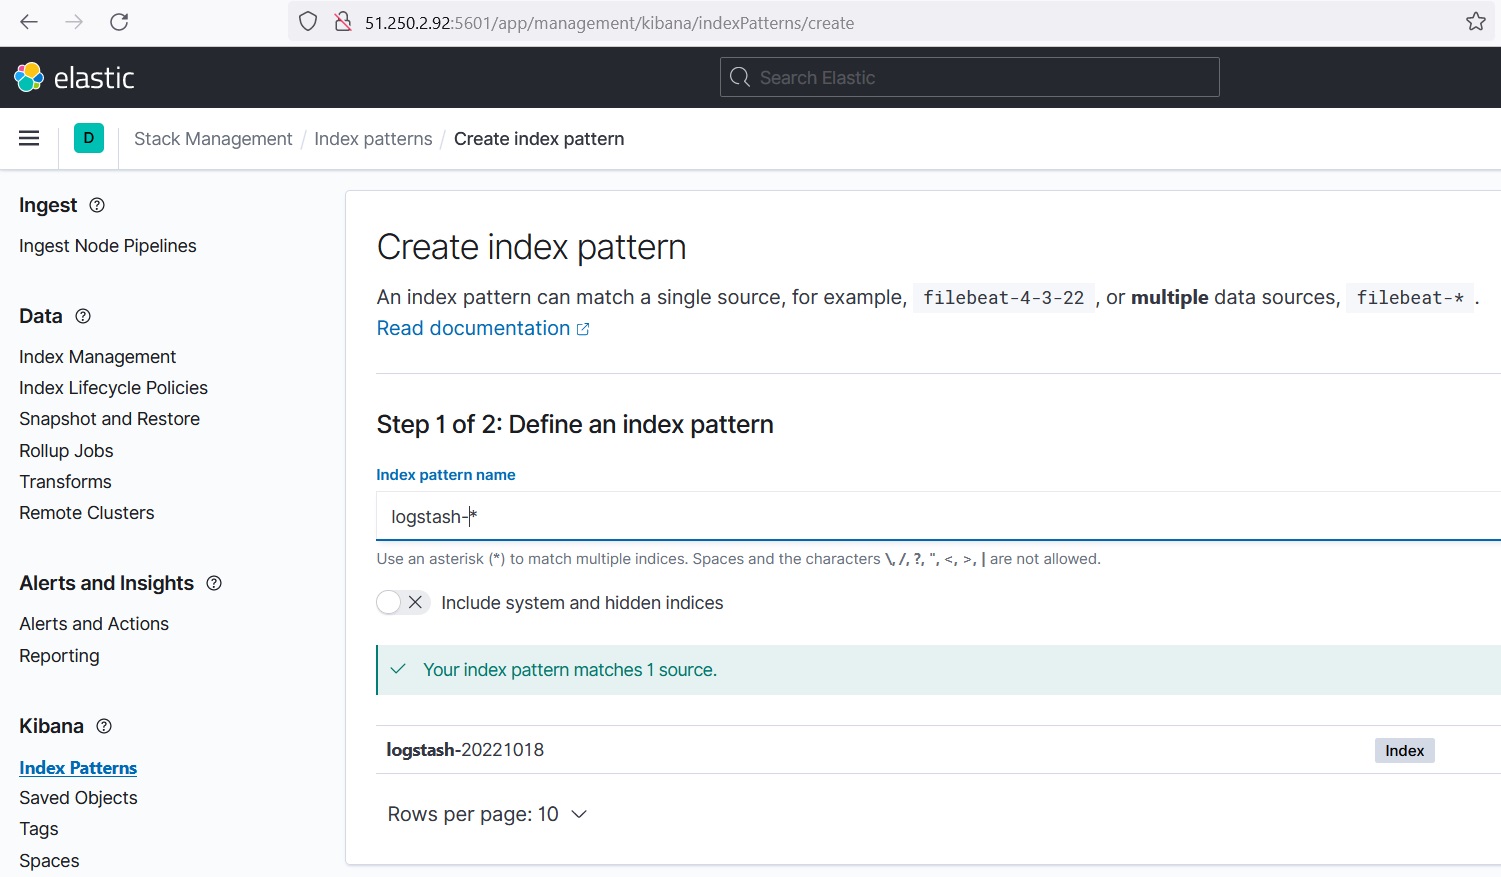 51.250.2.92:5601/app/management/kibana/indexPatterns/create
elastic
Search Elastic
D
Stack Management / Index patterns / Create index pattern
Ingest
Ingest Node Pipelines
Data
Index Management
Index Lifecycle Policies
Snapshot and Restore
Rollup Jobs
Transforms
Remote Clusters
Alerts and Insights
Alerts and Actions
Reporting
Kibana
Index Patterns
Saved Objects
Tags
Spaces
Create index pattern
An index pattern can match a single source, for example, filebeat-4-3-22 , or multiple data sources, filebeat-* .
Read documentation
Step 1 of 2: Define an index pattern
Index pattern name
logstash-*
Use an asterisk (*) to match multiple indices. Spaces and the characters \, /, ?, ", <, >, | are not allowed.
Include system and hidden indices
Your index pattern matches 1 source.
logstash-20221018 Index
Rows per page: 10